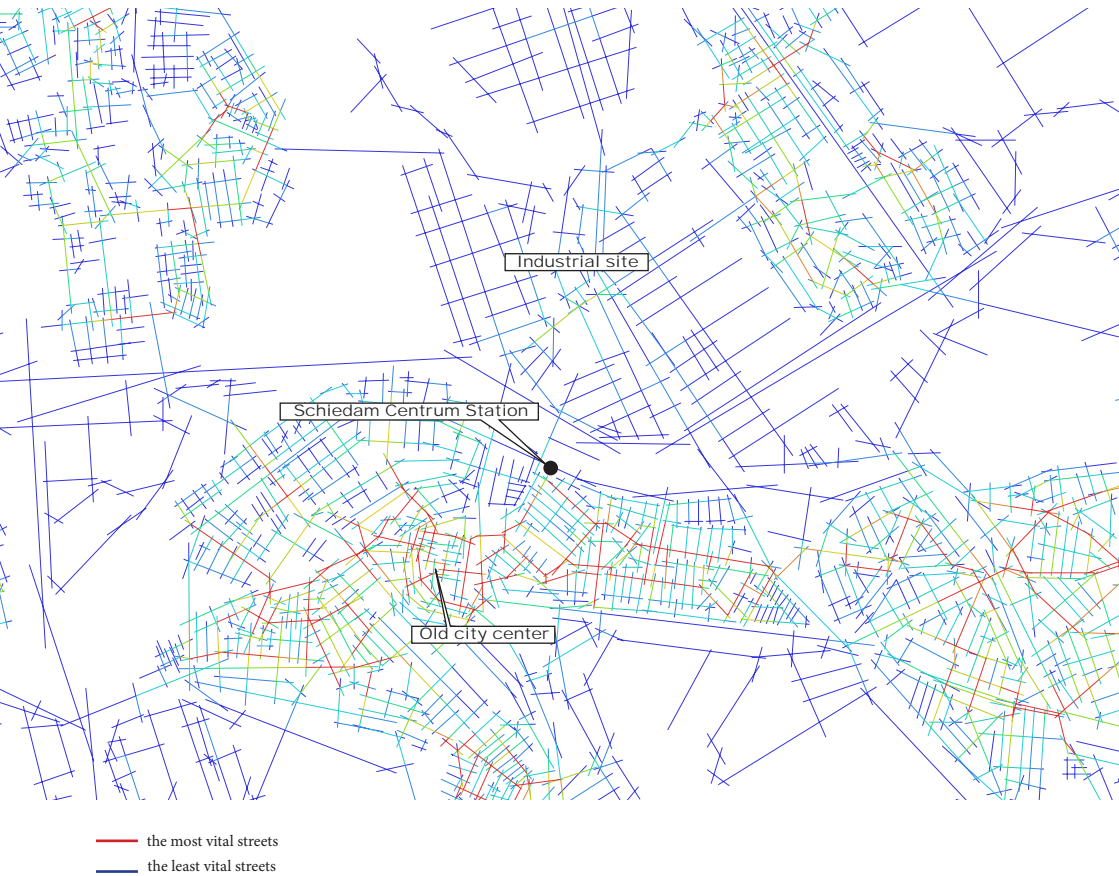 Industrial site
Schiedam Centrum Station
Old city center
the most vital streets
the least vital streets